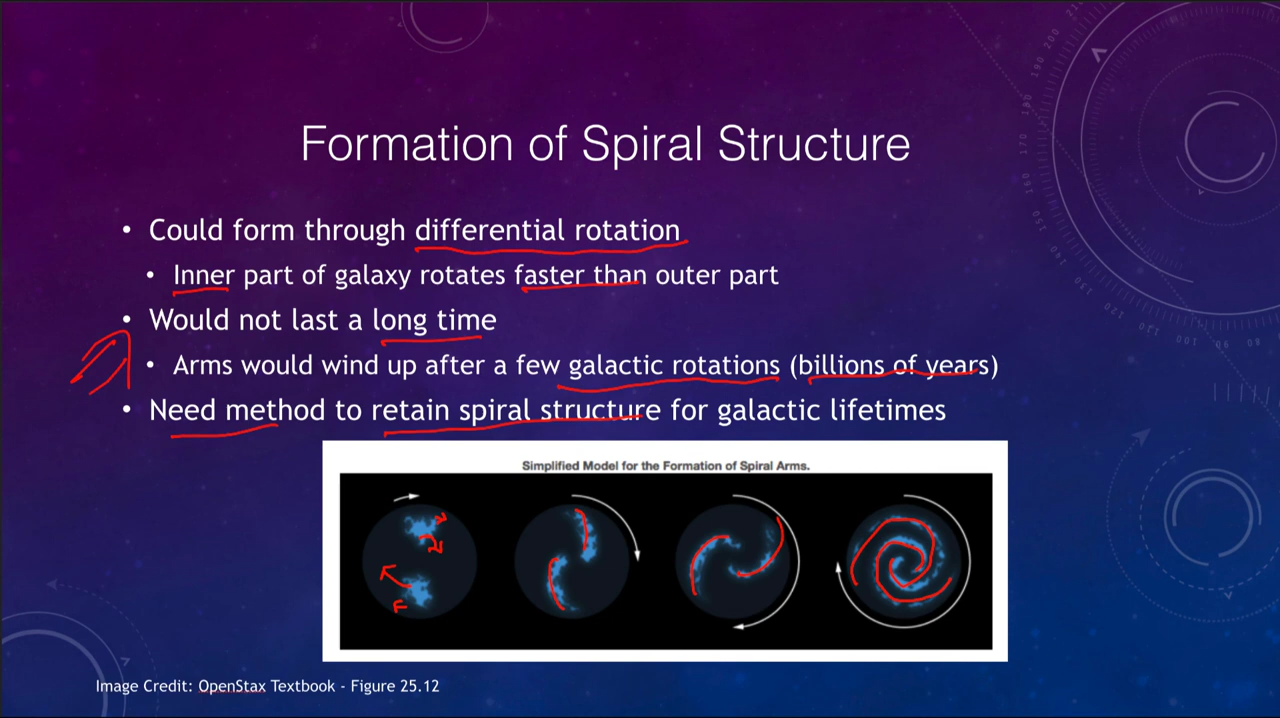 Formation of Spiral Structure
• Could form through differential rotation
• Inner part of galaxy rotates faster than outer part
• Would not last a long time
• Arms would wind up after a few galactic rotations (billions of years)
• Need method to retain spiral structure for galactic lifetimes
Simplified Model for the Formation of Spiral Arms.
Image Credit: OpenStax Textbook - Figure 25.12